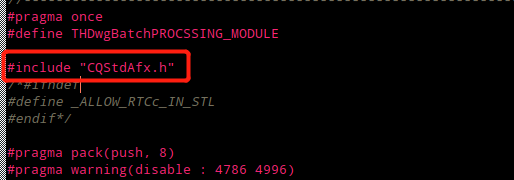 //----------------------------------------------------------------------
#pragma once
#define THDwgBatchPROCSSING_MODULE
#include "CQStdAfx.h"
/*#ifndef
#define _ALLOW_RTCc_IN_STL
#endif*/
#pragma pack(push, 8)
#pragma warning(disable : 4786 4996)